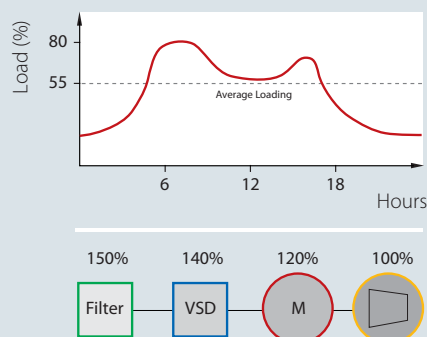 Load (%)
80
55
Average Loading
6
12
18
Hours
150%
140%
120%
100%
Filter
VSD
M